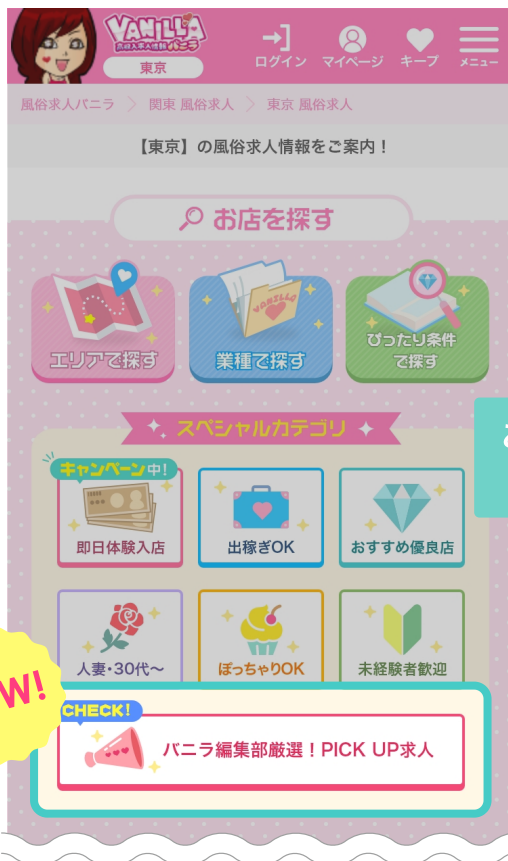 VANILLA
高収入求人情報 バニラ
東京
ログイン
マイページ
キープ
メニュー
風俗求人バニラ > 関東 風俗求人 > 東京 風俗求人
【東京】の風俗求人情報をご案内！
お店を探す
VANILLA
エリアで探す
業種で探す
ぴったり条件
で探す
スペシャルカテゴリ
キャンペーン中!
即日体験入店
出稼ぎOK
おすすめ優良店
人妻・30代〜
ぽっちゃりOK
未経験者歓迎
W!
CHECK!
バニラ編集部厳選！PICK UP求人